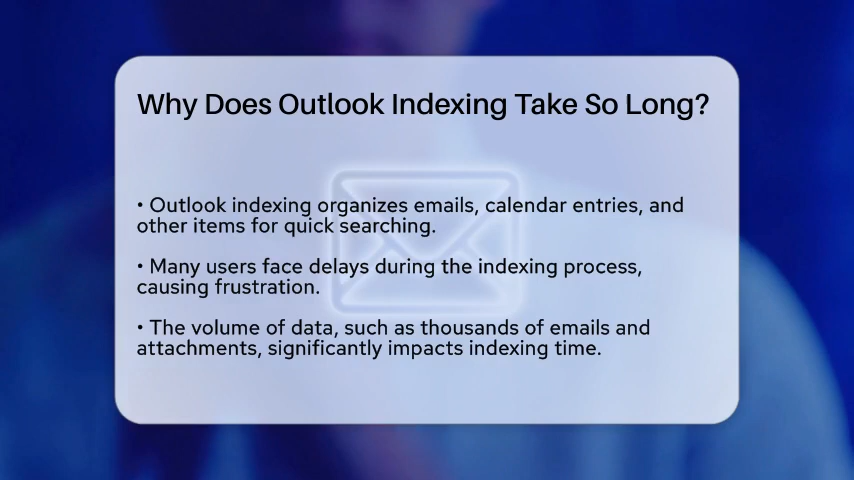 Why Does Outlook Indexing Take So Long?
• Outlook indexing organizes emails, calendar entries, and
other items for quick searching.
• Many users face delays during the indexing process,
causing frustration.
• The volume of data, such as thousands of emails and
attachments, significantly impacts indexing time.